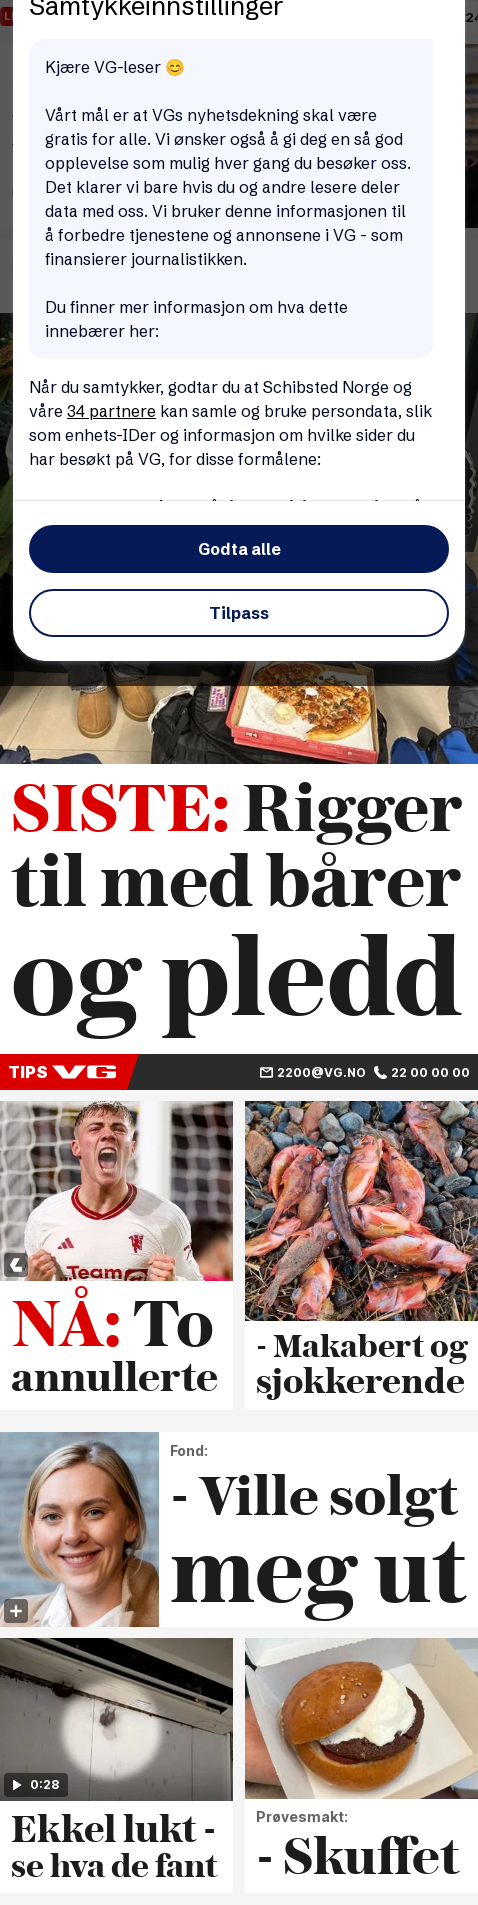 Samtykkeinnstillinger
Kjære VG-leser 😊
Vårt mål er at VGs nyhetsdekning skal være
gratis for alle. Vi ønsker også å gi deg en så god
opplevelse som mulig hver gang du besøker oss.
Det klarer vi bare hvis du og andre lesere deler
data med oss. Vi bruker denne informasjonen til
å forbedre tjenestene og annonsene i VG - som
finansierer journalistikken.
Du finner mer informasjon om hva dette
innebærer her:
Når du samtykker, godtar du at Schibsted Norge og
våre 34 partnere kan samle og bruke persondata, slik
som enhets-IDer og informasjon om hvilke sider du
har besøkt på VG, for disse formålene:
Godta alle
Tilpass
SISTE: Rigger
til med bårer
og pledd
TIPS VG 2200@VG.NO 22 00 00 00
Team
NÅ: To
annullerte
- Makabert og
sjokkerende
Fond:
- Ville solgt
meg ut
0:28
Ekkel lukt -
se hva de fant
Prøvesmakt:
- Skuffet